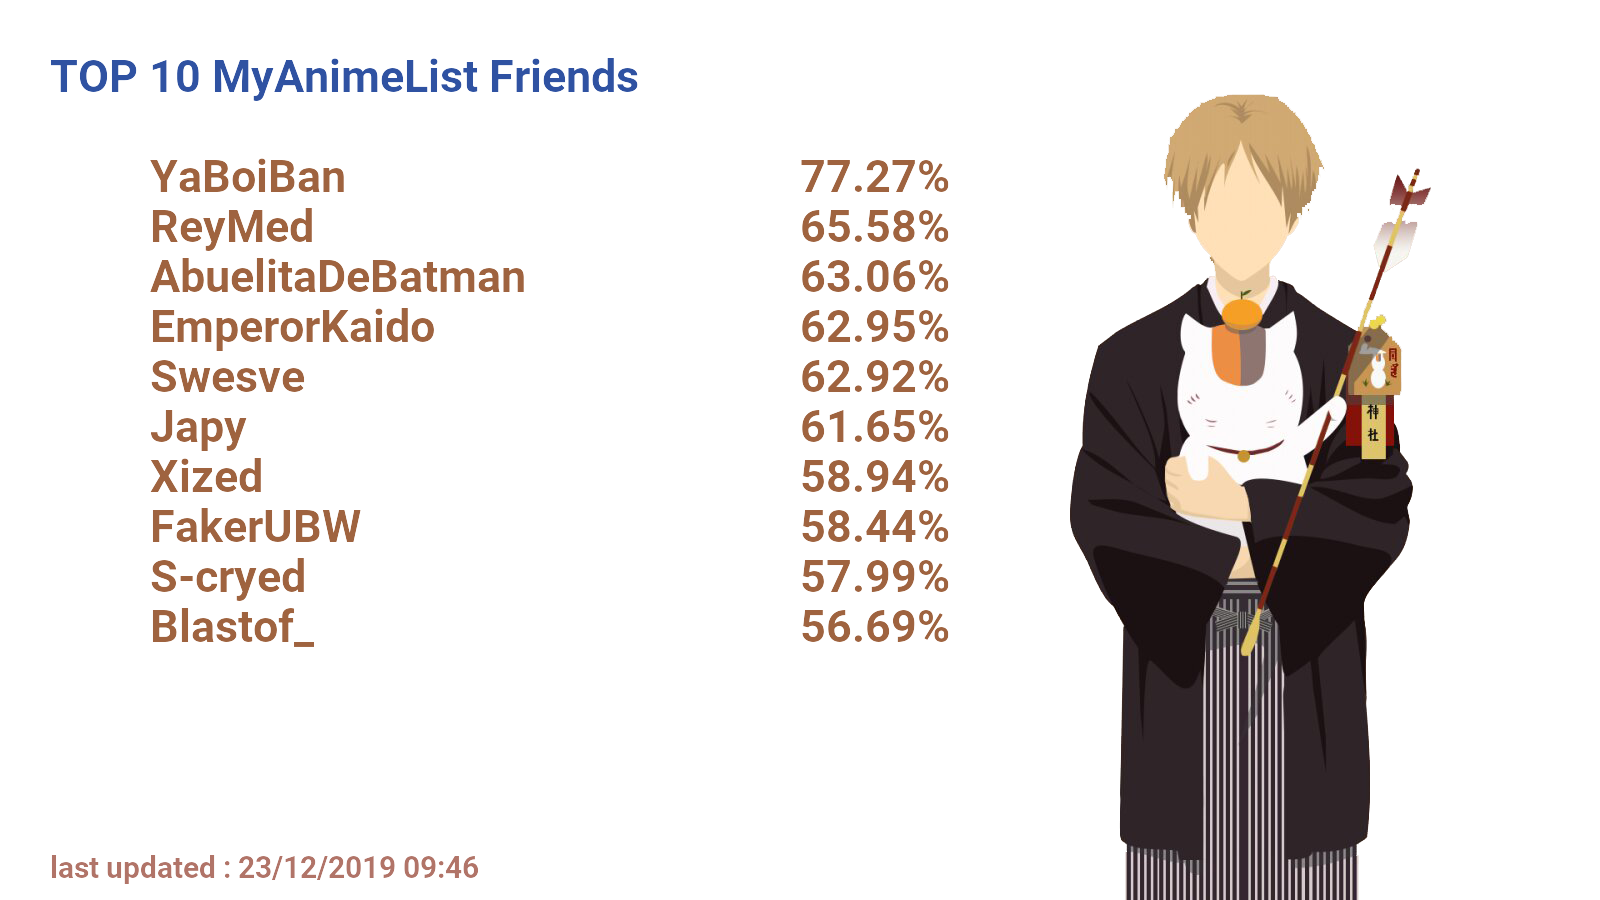 TOP 10 MyAnimeList Friends
YaBoiBan 77.27%
ReyMed 65.58%
AbuelitaDeBatman 63.06%
EmperorKaido 62.95%
Swesve 62.92%
Japy 61.65%
Xized 58.94%
FakerUBW 58.44%
S-cryed 57.99%
Blastof_ 56.69%
神社
last updated : 23/12/2019 09:46